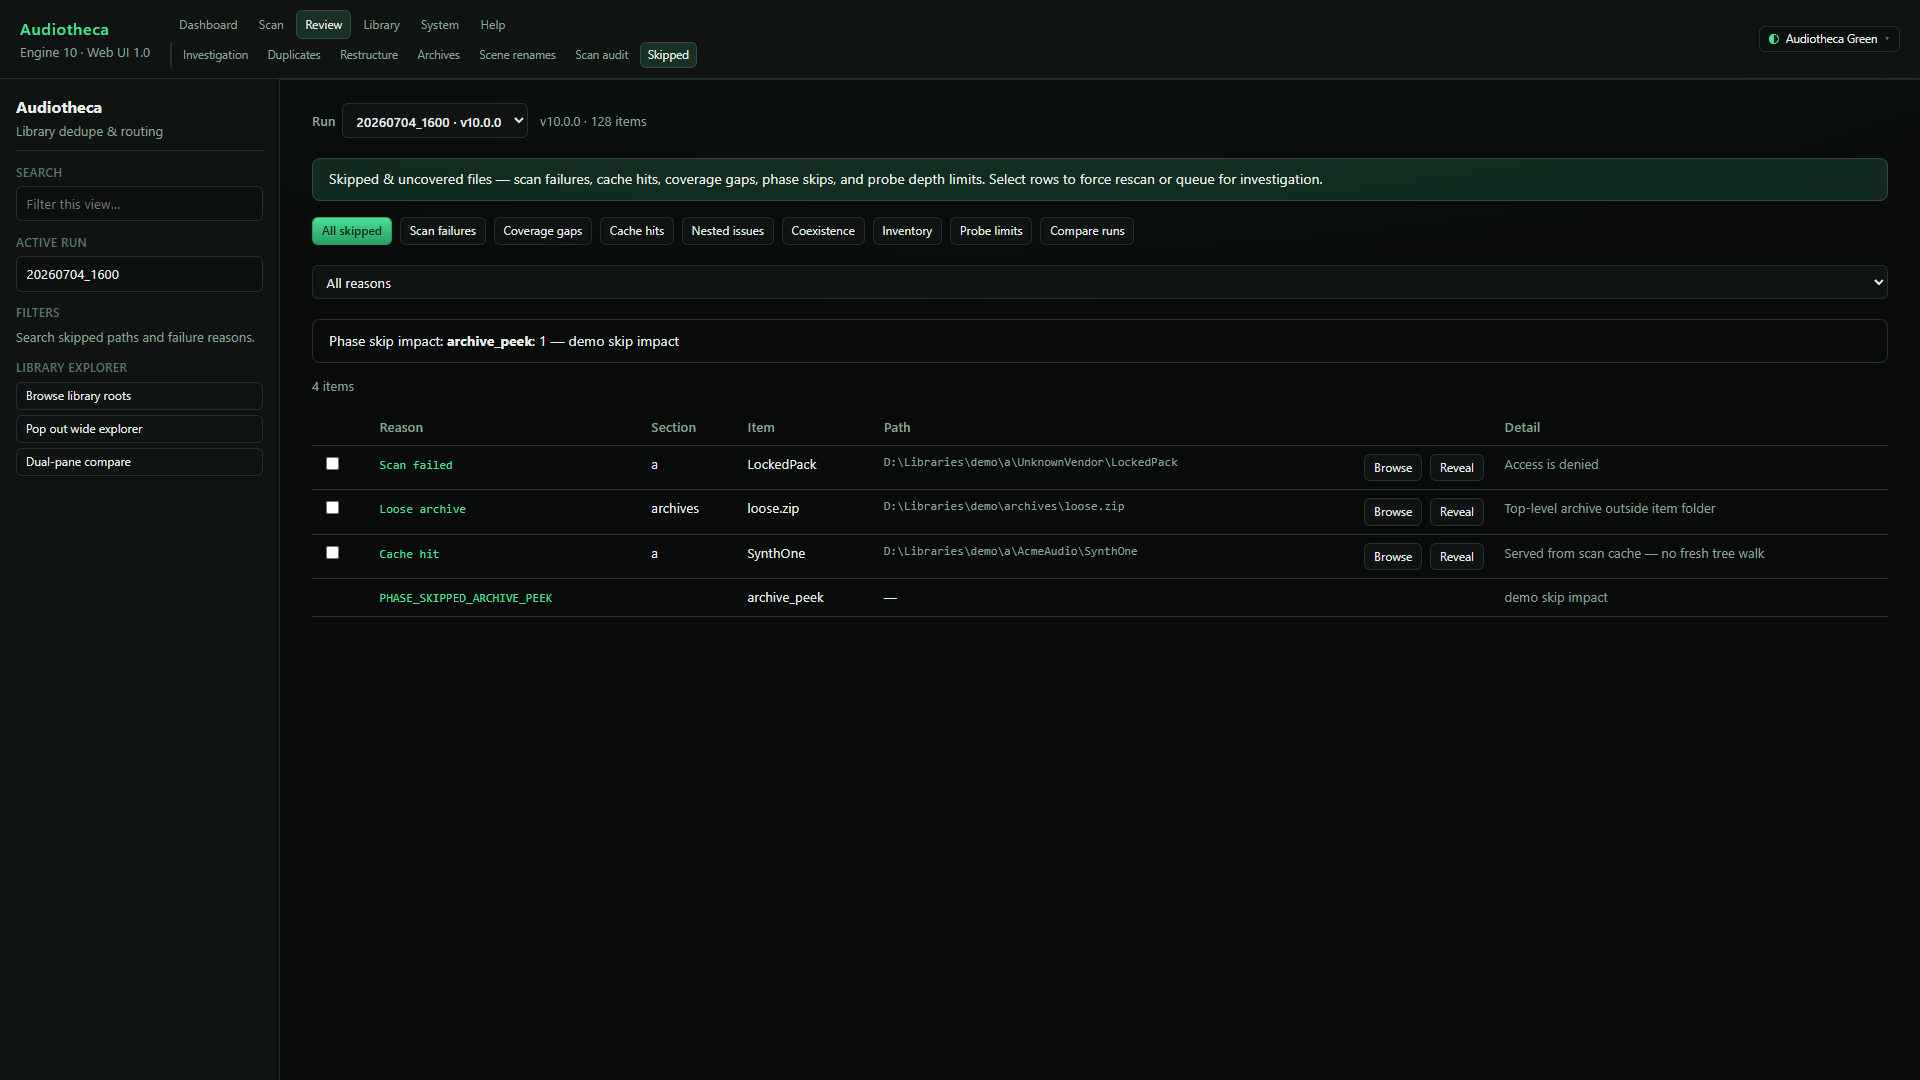 Audiotheca
Engine 10 · Web UI 1.0
Dashboard Scan Review Library System Help
Investigation Duplicates Restructure Archives Scene renames Scan audit Skipped
Audiotheca Green
Audiotheca
Library dedupe & routing
SEARCH
Filter this view...
ACTIVE RUN
20260704_1600
FILTERS
Search skipped paths and failure reasons.
LIBRARY EXPLORER
Browse library roots
Pop out wide explorer
Dual-pane compare
Run 20260704_1600 · v10.0.0 v10.0.0 · 128 items
Skipped & uncovered files — scan failures, cache hits, coverage gaps, phase skips, and probe depth limits. Select rows to force rescan or queue for investigation.
All skipped Scan failures Coverage gaps Cache hits Nested issues Coexistence Inventory Probe limits Compare runs
All reasons
Phase skip impact: archive_peek: 1 — demo skip impact
4 items
Reason Section Item Path Detail
Scan failed a LockedPack D:\Libraries\demo\a\UnknownVendor\LockedPack Browse Reveal Access is denied
Loose archive archives loose.zip D:\Libraries\demo\archives\loose.zip Browse Reveal Top-level archive outside item folder
Cache hit a SynthOne D:\Libraries\demo\a\AcmeAudio\SynthOne Browse Reveal Served from scan cache — no fresh tree walk
PHASE_SKIPPED_ARCHIVE_PEEK archive_peek — demo skip impact